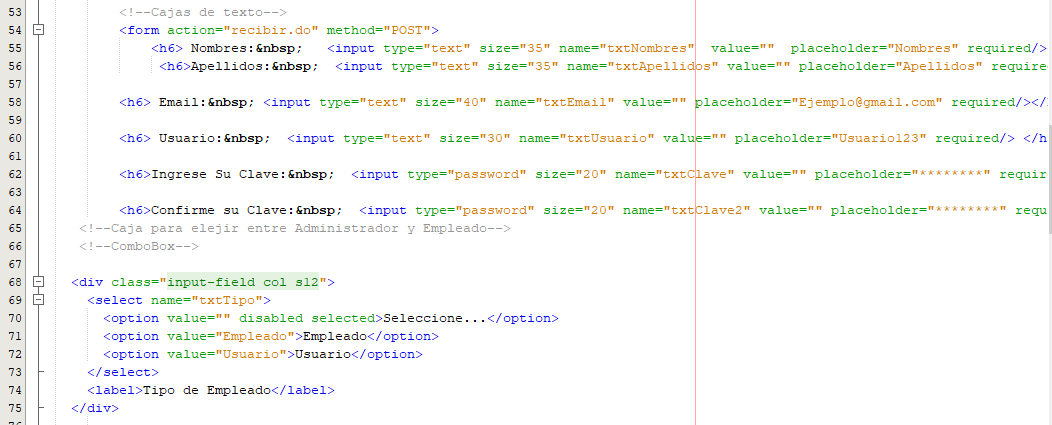 53 <!--Cajas de texto-->
54 <form action="recibir.do" method="POST">
55 <h6> Nombres:&nbsp; <input type="text" size="35" name="txtNombres" value="" placeholder="Nombres" required/>
56 <h6>Apellidos:&nbsp; <input type="text" size="35" name="txtApellidos" value="" placeholder="Apellidos" require
57
58 <h6> Email:&nbsp; <input type="text" size="40" name="txtEmail" value="" placeholder="Ejemplo@gmail.com" required/></
59
60 <h6> Usuario:&nbsp; <input type="text" size="30" name="txtUsuario" value="" placeholder="Usuario123" required/> </h
61
62 <h6>Ingrese Su Clave:&nbsp; <input type="password" size="20" name="txtClave" value="" placeholder="********" requir
63
64 <h6>Confirme su Clave:&nbsp; <input type="password" size="20" name="txtClave2" value="" placeholder="********" requ
65 <!--Caja para elejir entre Administrador y Empleado-->
66 <!--ComboBox-->
67
68 <div class="input-field col sl2">
69 <select name="txtTipo">
70 <option value="" disabled selected>Seleccione...</option>
71 <option value="Empleado">Empleado</option>
72 <option value="Usuario">Usuario</option>
73 </select>
74 <label>Tipo de Empleado</label>
75 </div>